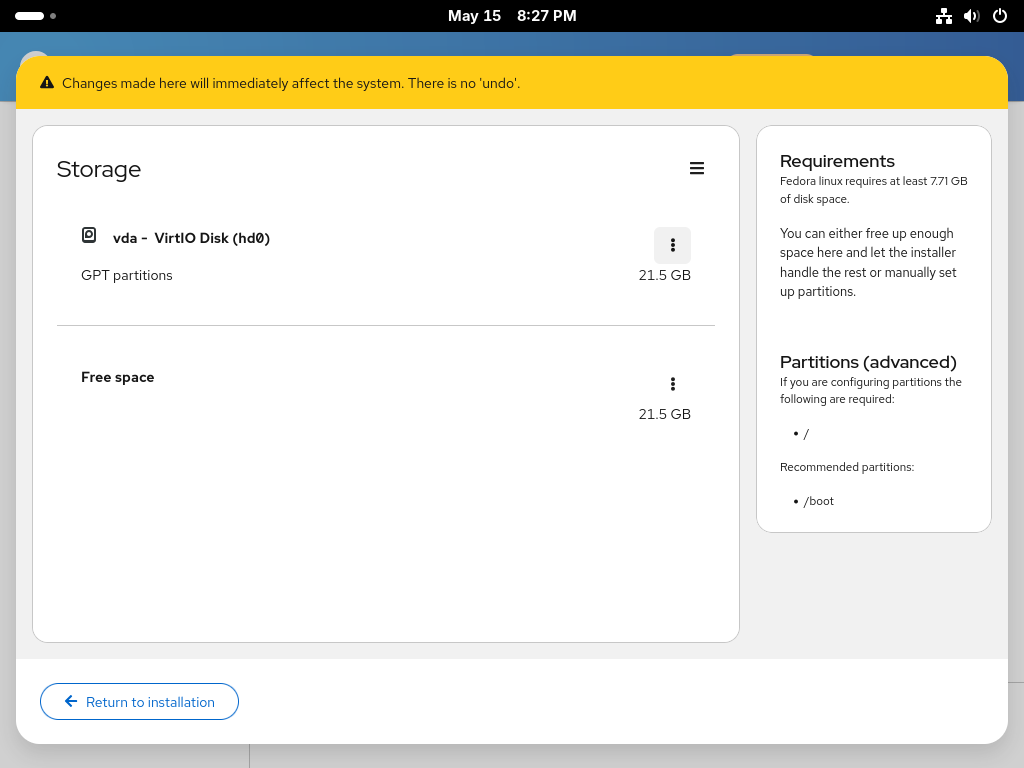 May 15 8:27 PM
Changes made here will immediately affect the system. There is no 'undo'.
Storage
vda - VirtIO Disk (hd0)
GPT partitions
21.5 GB
Free space
21.5 GB
Requirements
Fedora linux requires at least 7.71 GB
of disk space.
You can either free up enough
space here and let the installer
handle the rest or manually set
up partitions.
Partitions (advanced)
If you are configuring partitions the
following are required:
• /
Recommended partitions:
• /boot
Return to installation